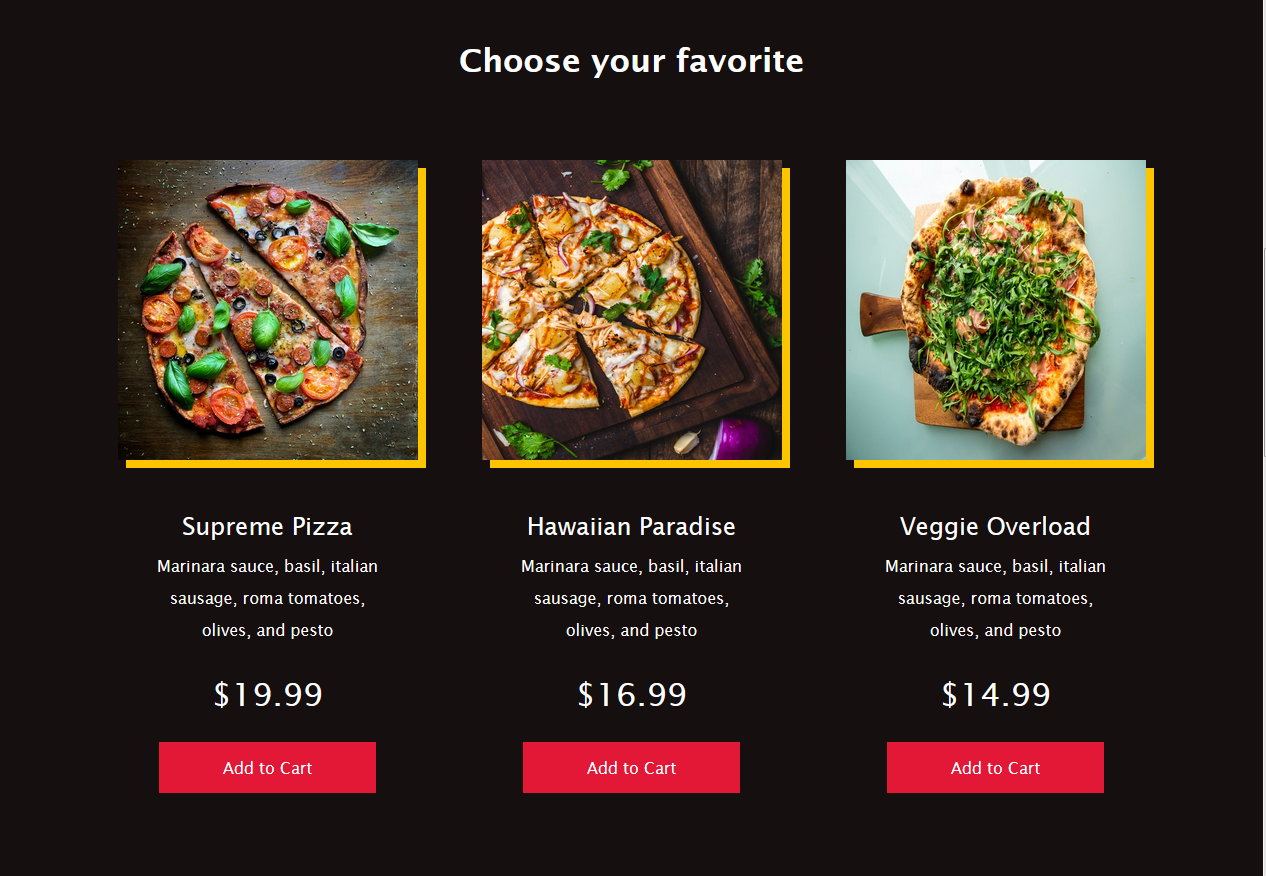 Choose your favorite
Supreme Pizza
Marinara sauce, basil, italian
sausage, roma tomatoes,
olives, and pesto
$19.99
Add to Cart
Hawaiian Paradise
Marinara sauce, basil, italian
sausage, roma tomatoes,
olives, and pesto
$16.99
Add to Cart
Veggie Overload
Marinara sauce, basil, italian
sausage, roma tomatoes,
olives, and pesto
$14.99
Add to Cart